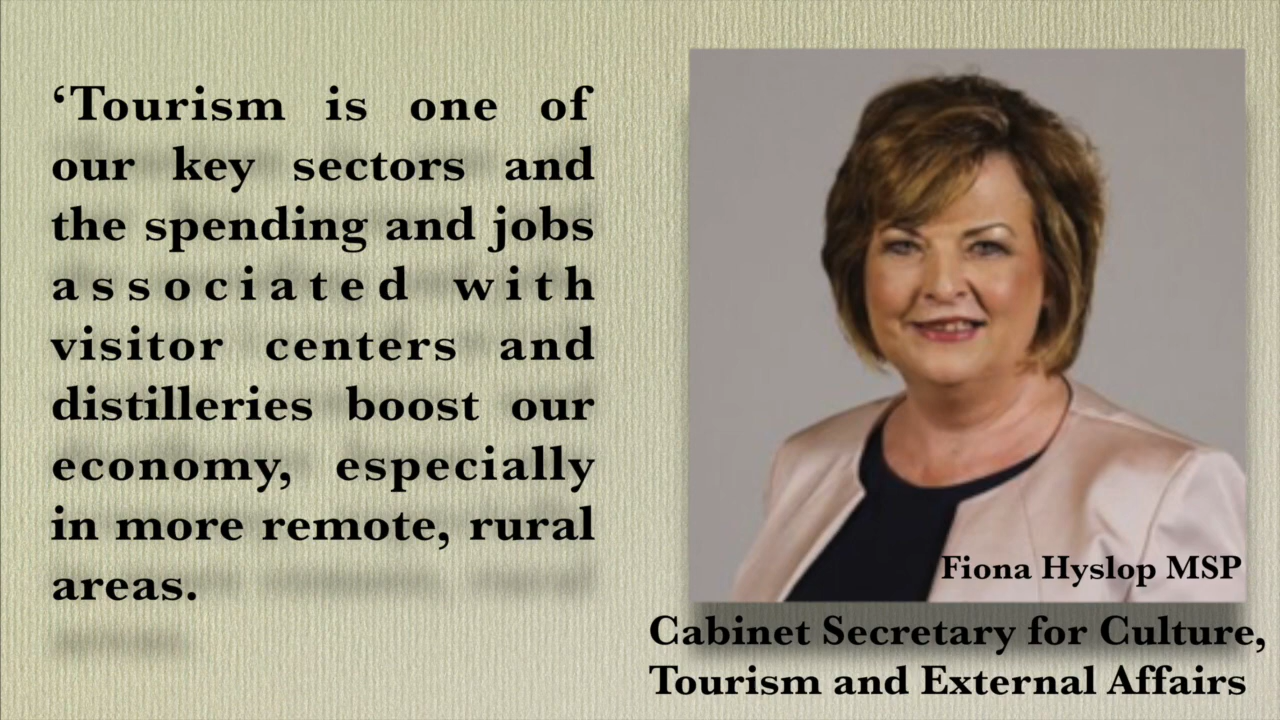 ‘Tourism is one of
our key sectors and
the spending and jobs
associated with
visitor centers and
distilleries boost our
economy, especially
in more remote, rural
areas.
Fiona Hyslop MSP
Cabinet Secretary for Culture,
Tourism and External Affairs